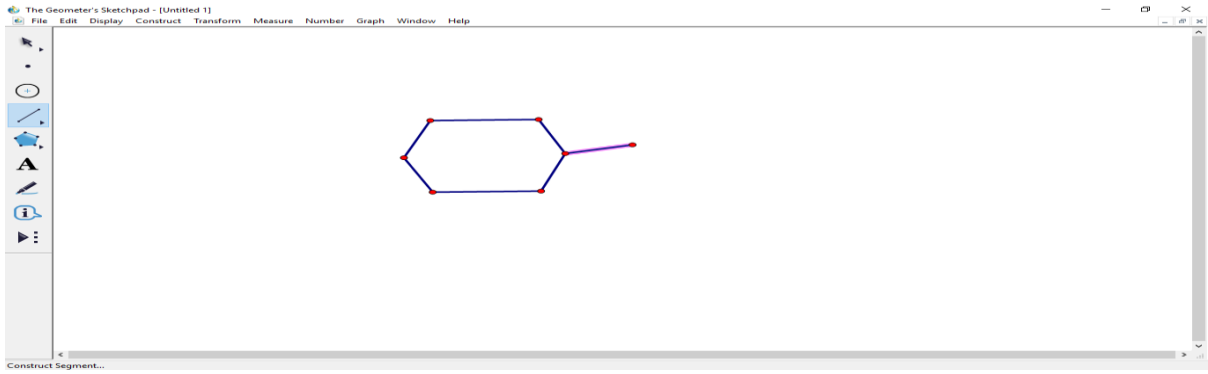 The Geometer's Sketchpad - [Untitled 1]
File Edit Display Construct Transform Measure Number Graph Window Help
A
i
Construct Segment...